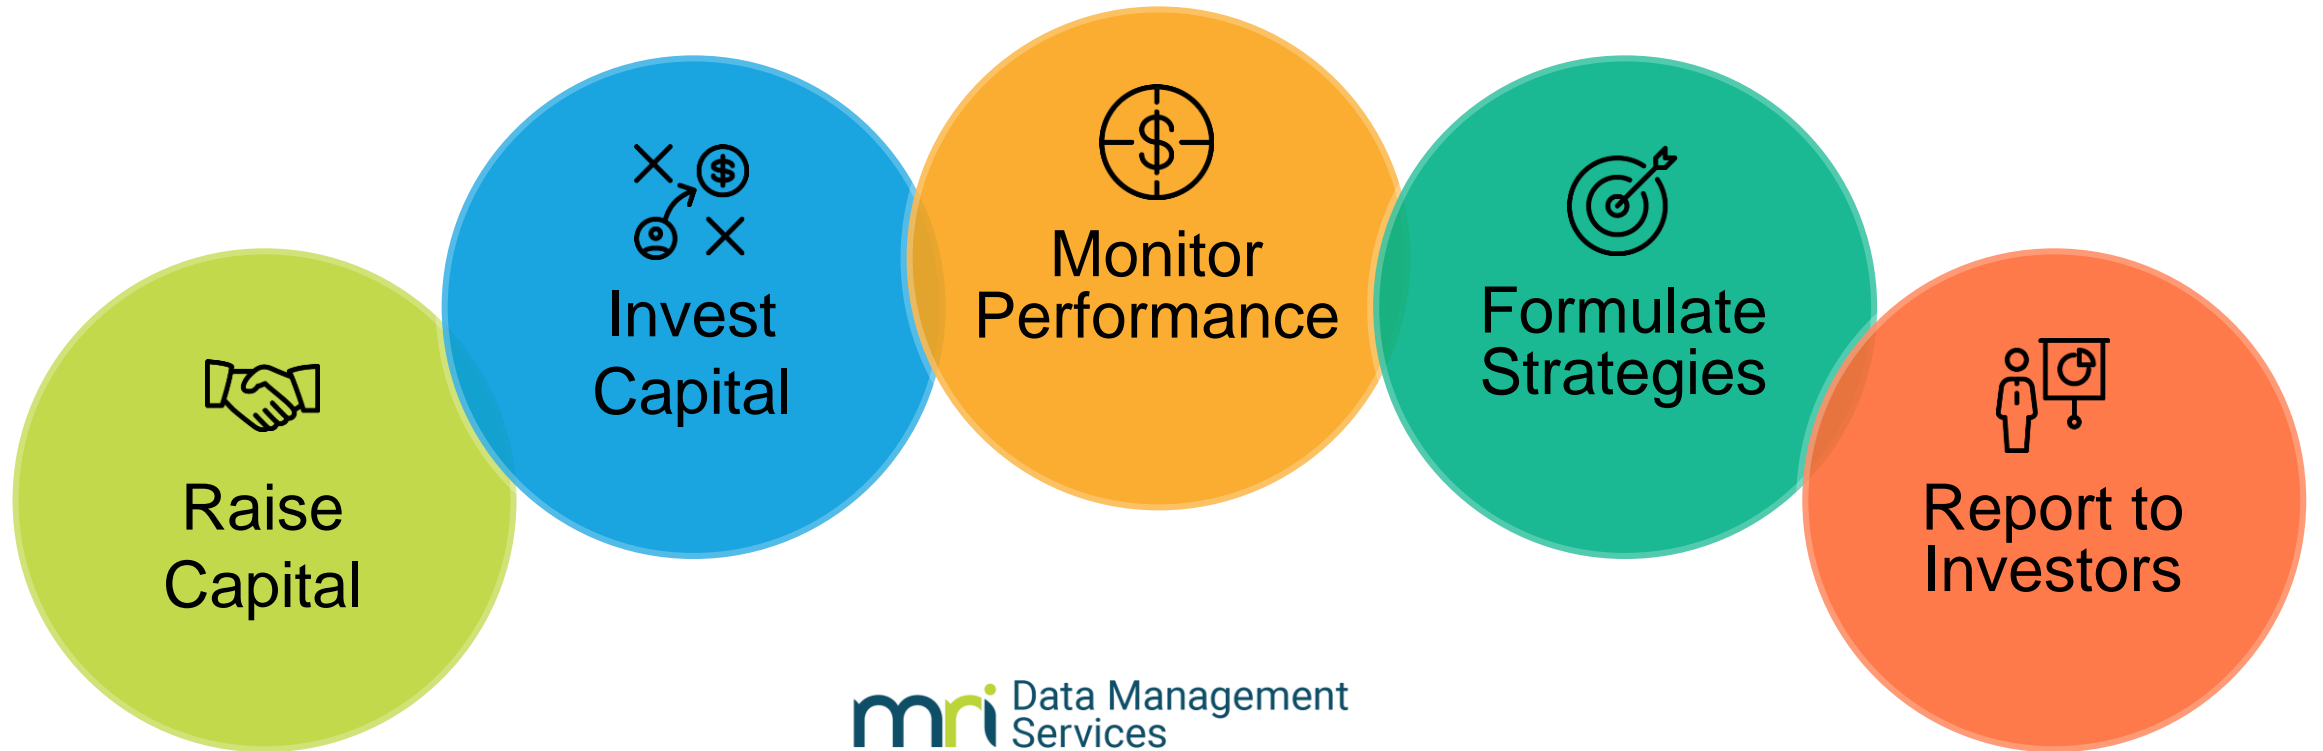 Raise
Capital
Invest
Capital
Monitor
Performance
Formulate
Strategies
Report to
Investors
mri Data Management
Services